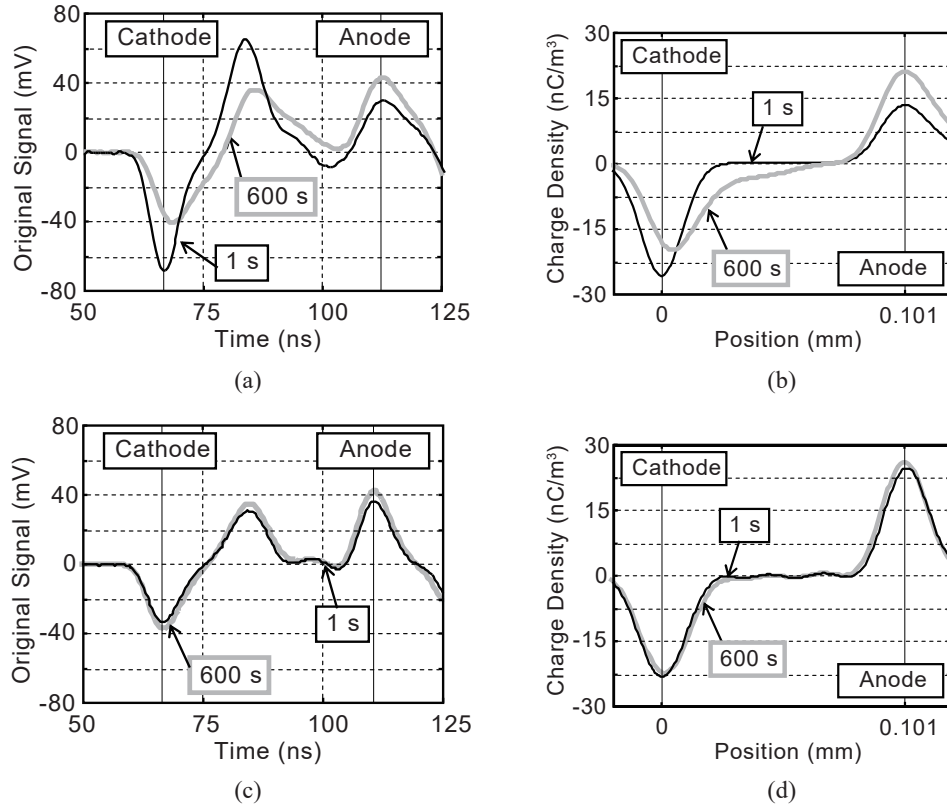 80
40
0
-40
-80
Original Signal (mV)
Cathode
Anode
600 s
1 s
50
75
100
125
Time (ns)
(a)
30
15
0
-15
-30
Charge Density (nC/m³)
Cathode
1 s
600 s
Anode
0
0.101
Position (mm)
(b)
80
40
0
-40
-80
Original Signal (mV)
Cathode
Anode
1 s
600 s
50
75
100
125
Time (ns)
(c)
30
15
0
-15
-30
Charge Density (nC/m³)
Cathode
1 s
600 s
Anode
0
0.101
Position (mm)
(d)